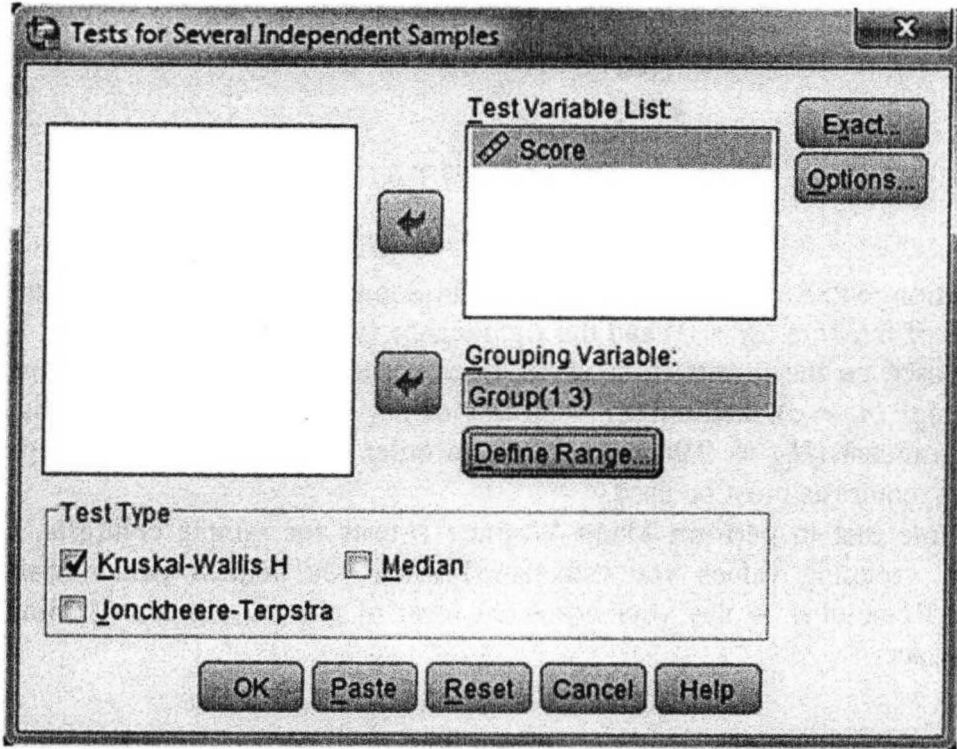 Tests for Several Independent Samples
Test Variable List:
Score
Exact...
Options...
Grouping Variable:
Group(1 3)
Define Range...
Test Type
Kruskal-Wallis H
Median
Jonckheere-Terpstra
OK
Paste
Reset
Cancel
Help